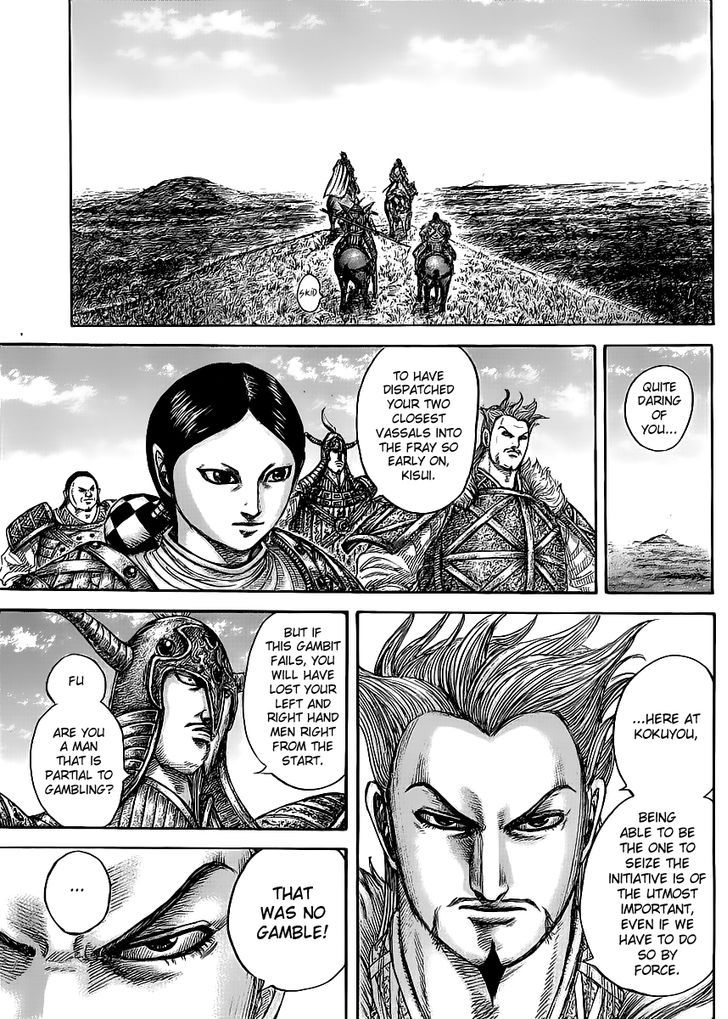 SKID
QUITE
DARING
OF
YOU...
TO HAVE
DISPATCHED
YOUR TWO
CLOSEST
VASSALS INTO
THE FRAY SO
EARLY ON,
KISUI.
...HERE AT
KOKUYOU,
BEING
ABLE TO BE
THE ONE TO
SEIZE THE
INITIATIVE IS OF
THE UTMOST
IMPORTANT,
EVEN IF WE
HAVE TO DO
SO BY
FORCE.
BUT IF
THIS GAMBIT
FAILS, YOU
WILL HAVE
LOST YOUR
LEFT AND
RIGHT HAND
MEN RIGHT
FROM THE
START.
FU
ARE YOU
A MAN
THAT IS
PARTIAL TO
GAMBLING?
THAT
WAS NO
GAMBLE!
...